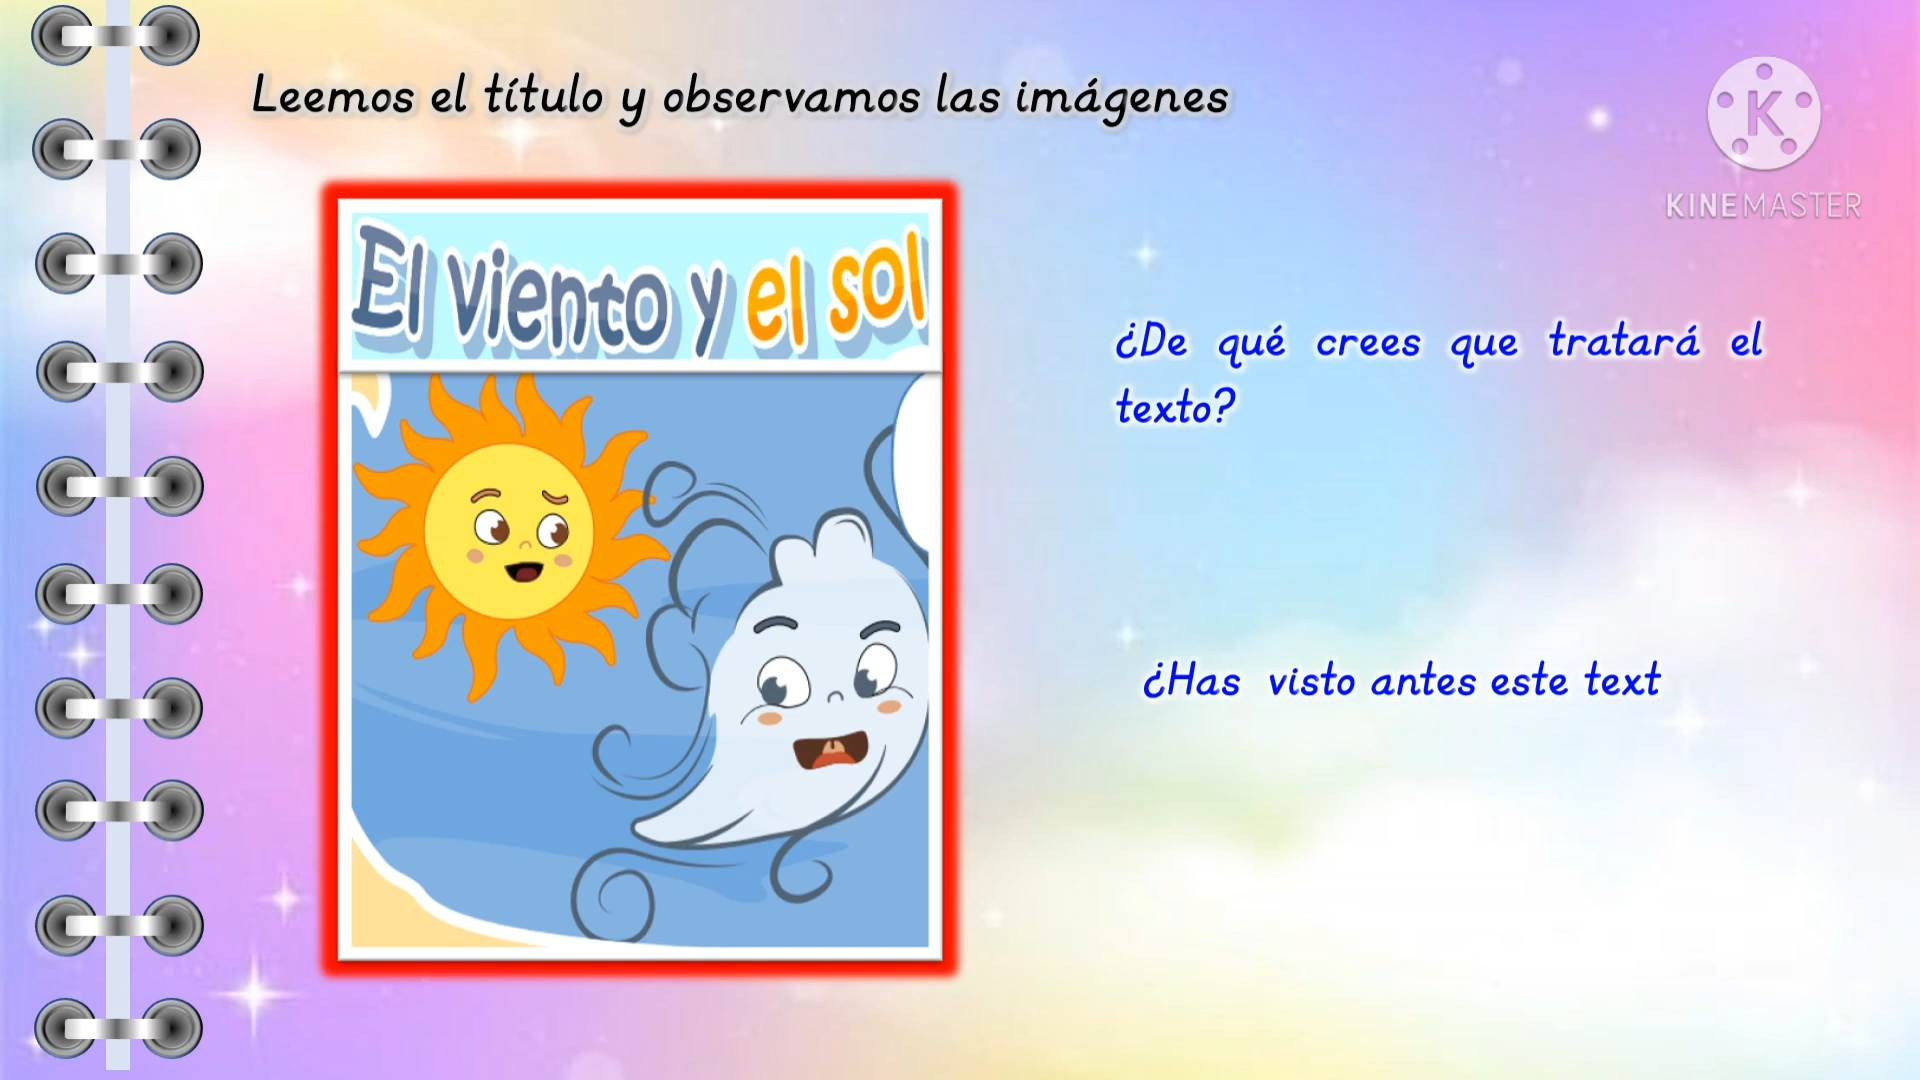 Leemos el título y observamos las imágenes
K
KINEMASTER
El viento y el sol
¿De qué crees que tratará el
texto?
¿Has visto antes este text